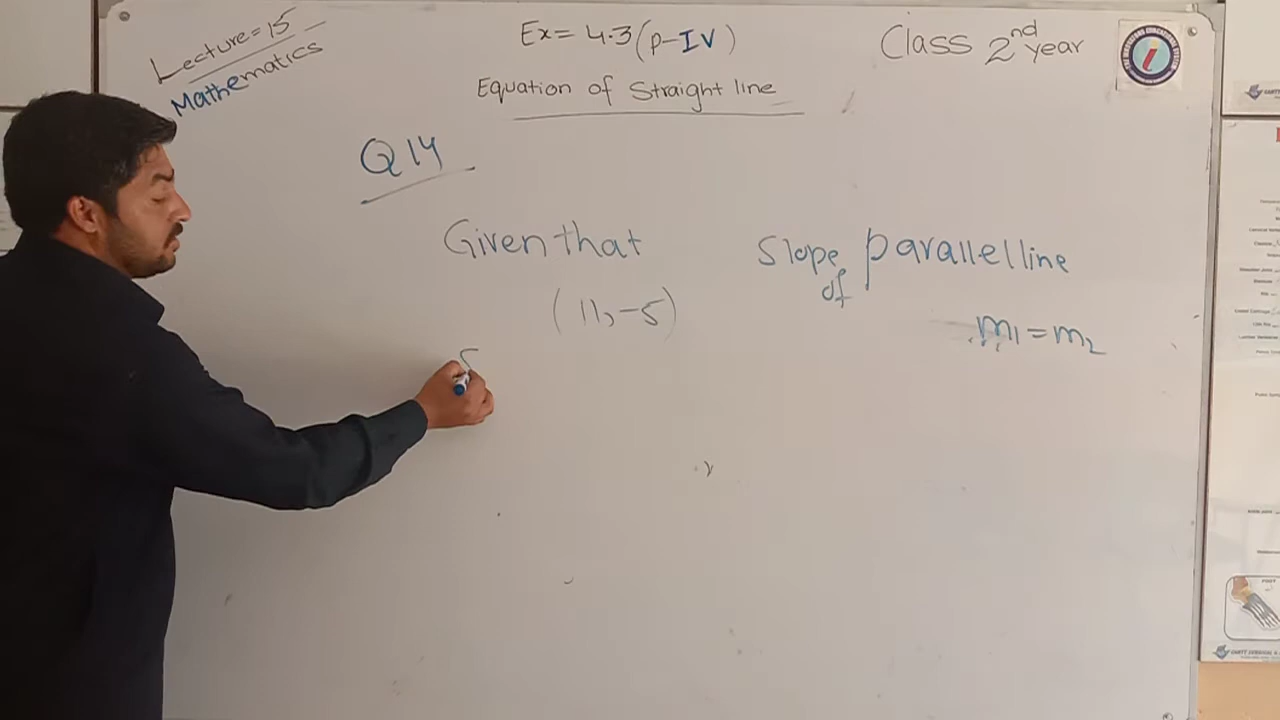 Lecture=15
Mathematics
Ex= 4.3 (P-IV)
Class 2nd year
Equation of Straight line
Q14
Given that
Slope of parallel line
(11, -5)
m1 = m2